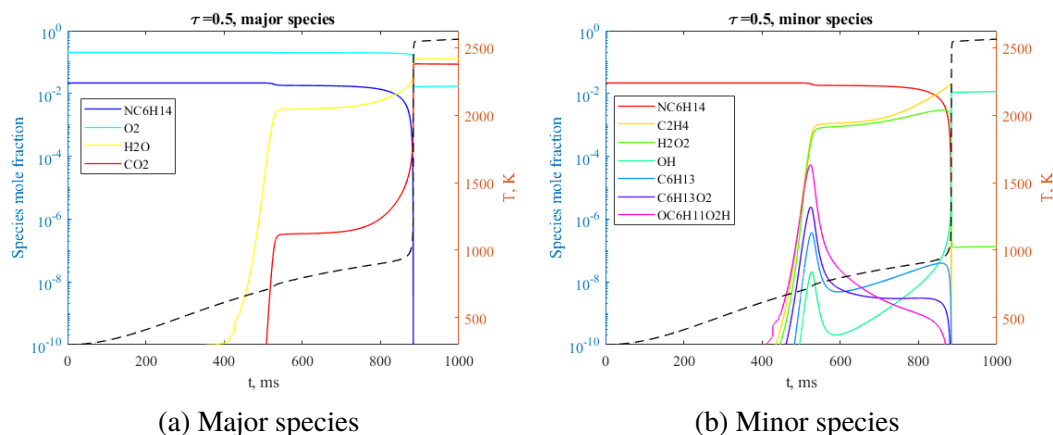 τ=0.5, major species
10^0
10^-2
10^-4
10^-6
10^-8
10^-10
Species mole fraction
NC6H14
O2
H2O
CO2
2500
2000
1500
1000
500
T, K
0
200
400
600
800
1000
t, ms
(a) Major species
τ=0.5, minor species
10^0
10^-2
10^-4
10^-6
10^-8
10^-10
Species mole fraction
NC6H14
C2H4
H2O2
OH
C6H13
C6H13O2
OC6H11O2H
2500
2000
1500
1000
500
T, K
0
200
400
600
800
1000
t, ms
(b) Minor species